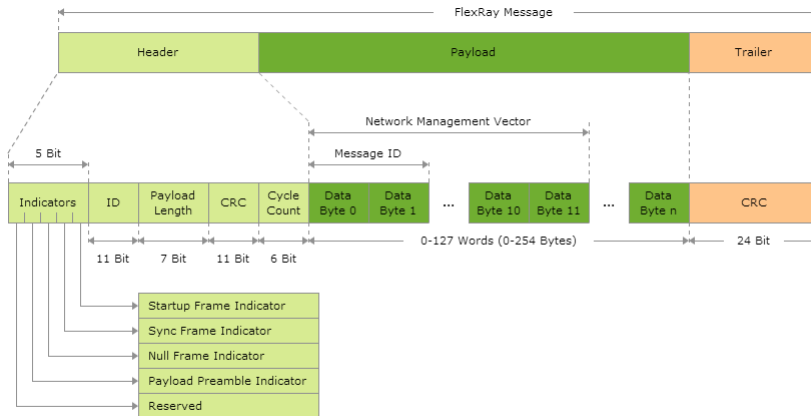 FlexRay Message
Header
Payload
Trailer
Network Management Vector
5 Bit
Message ID
Indicators
ID
Payload
Length
CRC
Cycle
Count
Data
Byte 0
Data
Byte 1
...
Data
Byte 10
Data
Byte 11
...
Data
Byte n
CRC
11 Bit
7 Bit
11 Bit
6 Bit
0-127 Words (0-254 Bytes)
24 Bit
Startup Frame Indicator
Sync Frame Indicator
Null Frame Indicator
Payload Preamble Indicator
Reserved